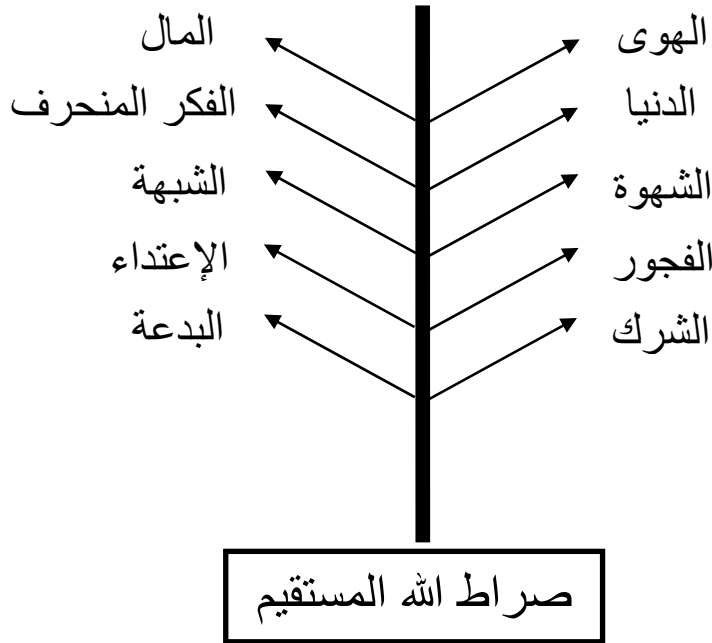 الهوى
المال
الدنيا
الفكر المنحرف
الشهوة
الشبهة
الفجور
الإعتداء
الشرك
البدعة
صراط الله المستقيم